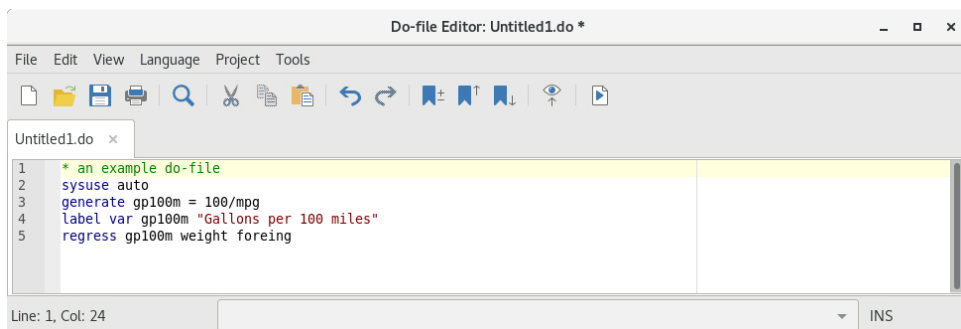 Do-file Editor: Untitled1.do *
File Edit View Language Project Tools
Untitled1.do ×
1 * an example do-file
2 sysuse auto
3 generate gp100m = 100/mpg
4 label var gp100m "Gallons per 100 miles"
5 regress gp100m weight foreing
Line: 1, Col: 24 INS